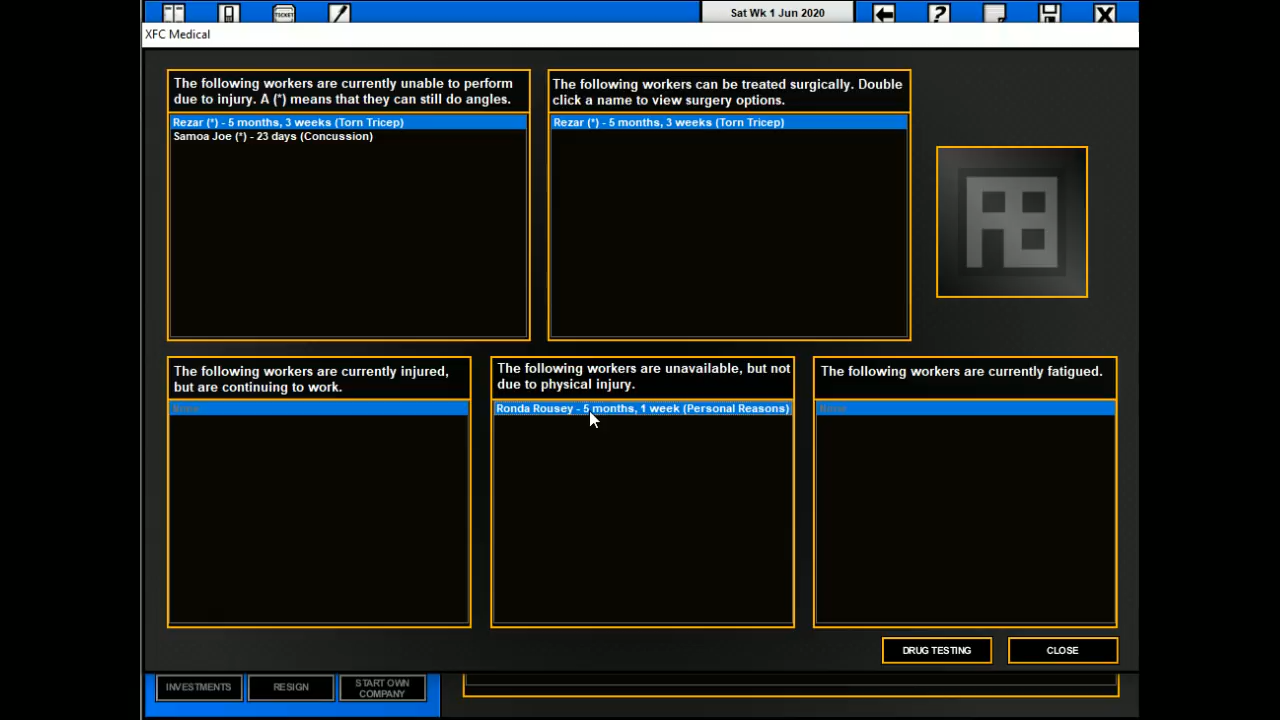 TICKET
Sat Wk 1 Jun 2020
XFC Medical
The following workers are currently unable to perform
due to injury. A (*) means that they can still do angles.
Rezar (*) - 5 months, 3 weeks (Torn Tricep)
Samoa Joe (*) - 23 days (Concussion)
The following workers can be treated surgically. Double
click a name to view surgery options.
Rezar (*) - 5 months, 3 weeks (Torn Tricep)
The following workers are currently injured,
but are continuing to work.
None
The following workers are unavailable, but not
due to physical injury.
Ronda Rousey - 5 months, 1 week (Personal Reasons)
The following workers are currently fatigued.
None
DRUG TESTING
CLOSE
INVESTMENTS
RESIGN
START OWN
COMPANY